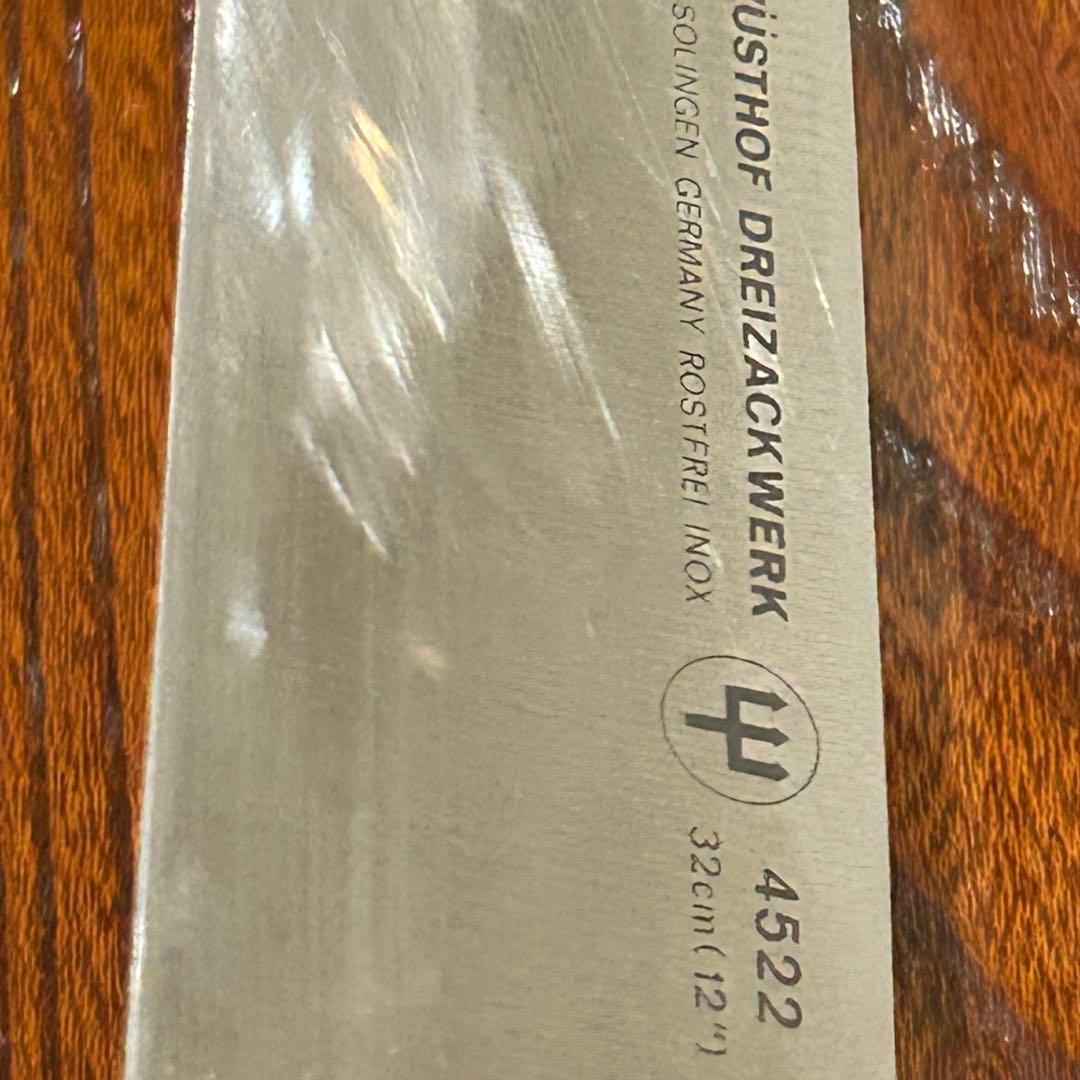 ÜSTHOF DREIZACKWERK 4522
SOLINGEN GERMANY ROSTFREI INOX 32cm(12")